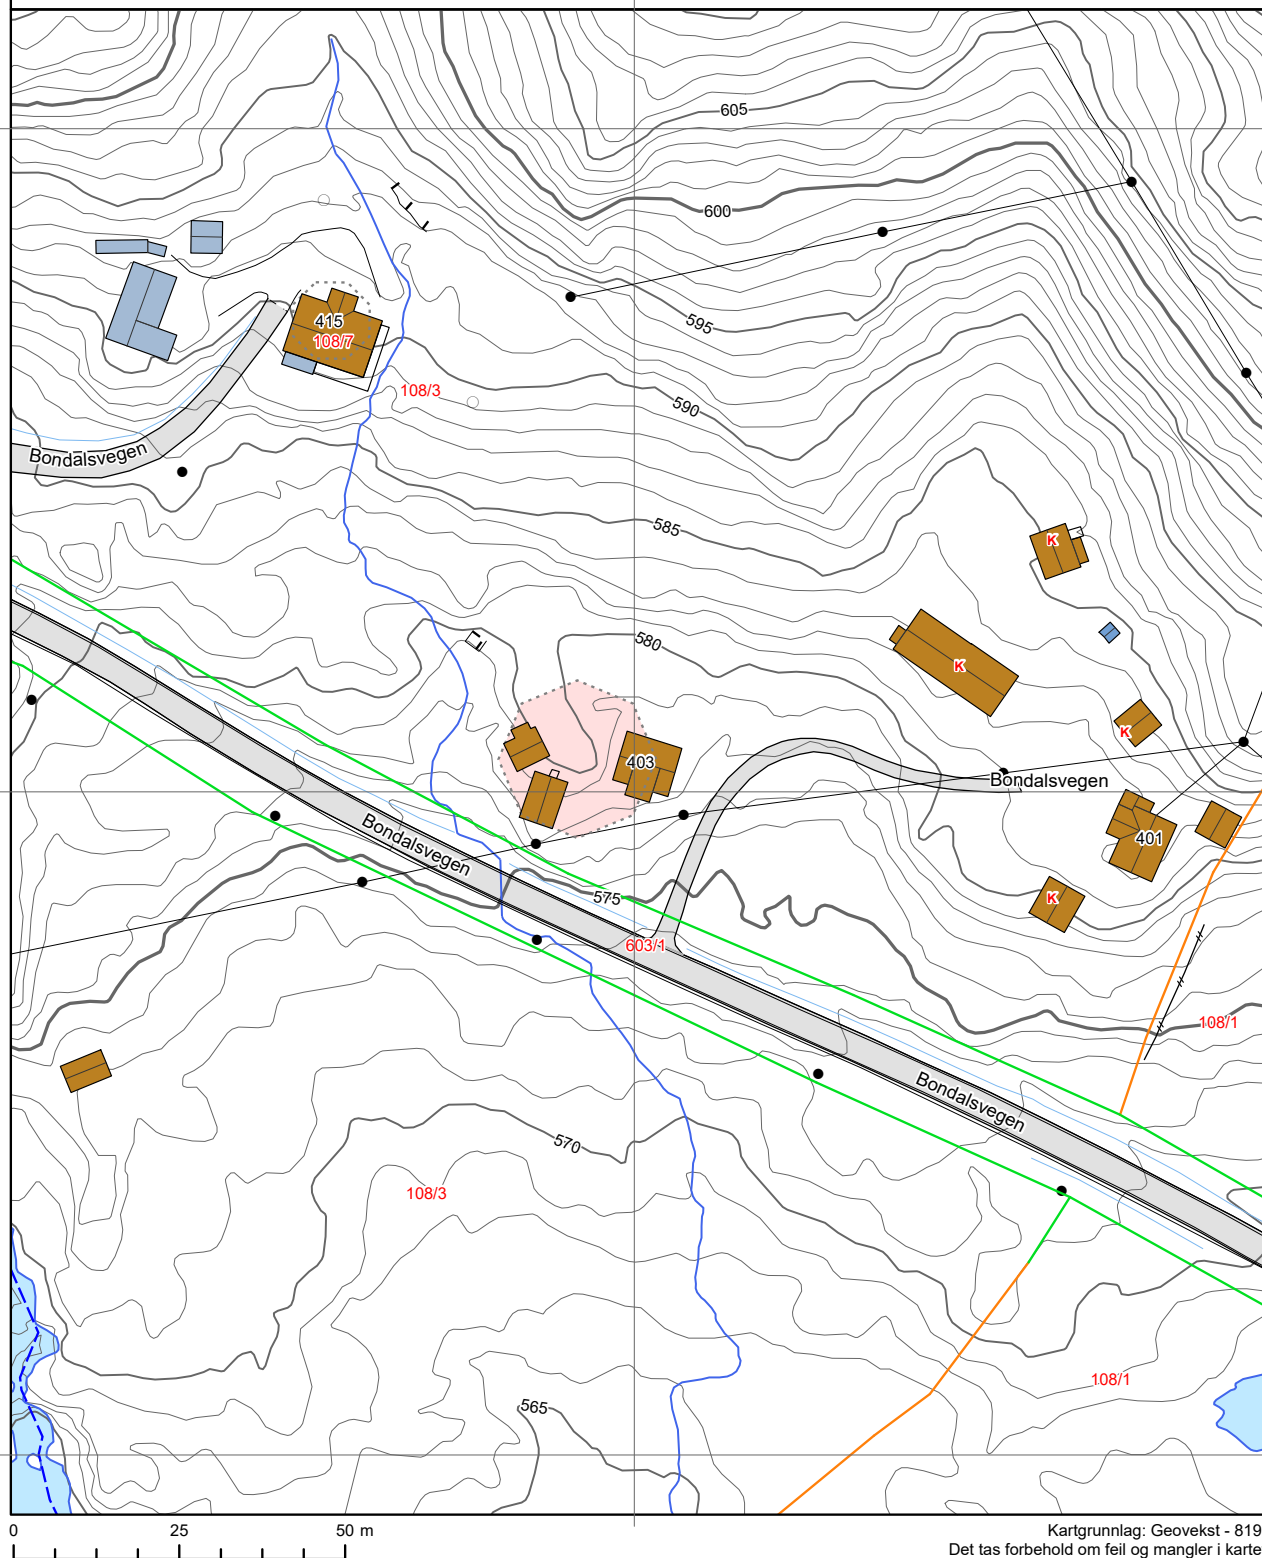 605
600
595
415
108/7
108/3
590
Bondalsvegen
585
K
580
K
K
403
Bondalsvegen
Bondalsvegen
401
K
575
603/1
108/1
Bondalsvegen
570
108/3
108/1
565
0 25 50 m
Kartgrunnlag: Geovekst - 819
Det tas forbehold om feil og mangler i karte